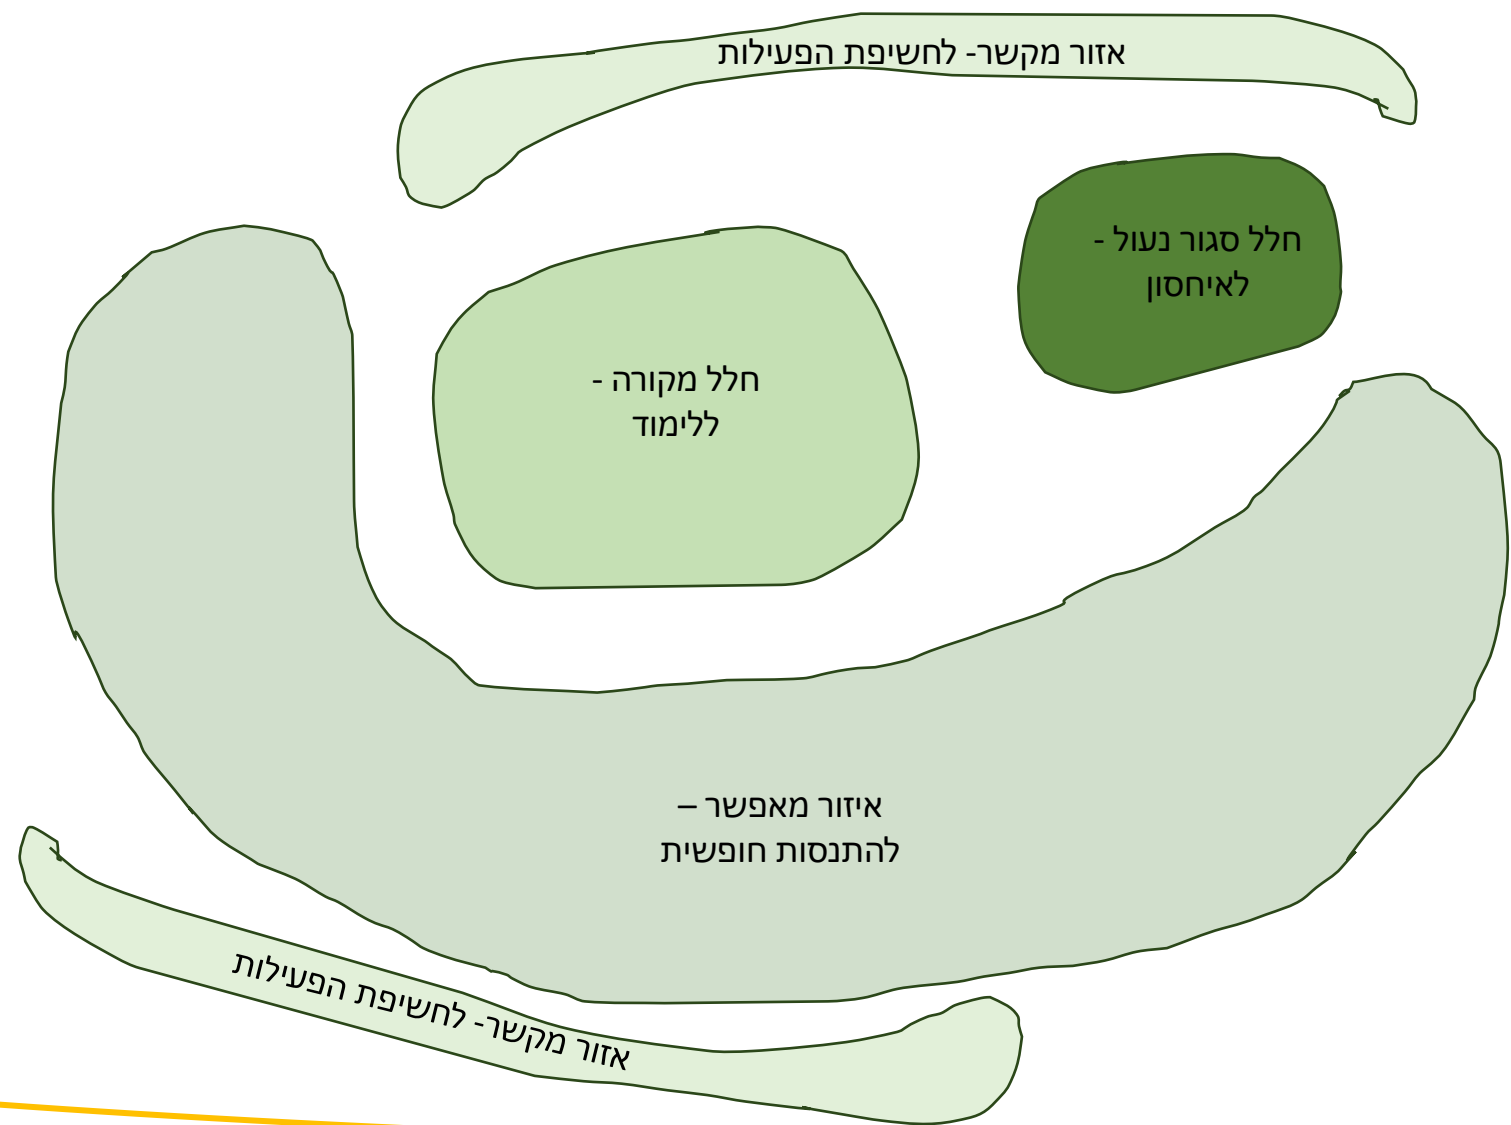 אזור מקשר- לחשיפת הפעילות
חלל סגור נעול -
לאיחסון
חלל מקורה -
ללימוד
איזור מאפשר –
להתנסות חופשית
אזור מקשר- לחשיפת הפעילות